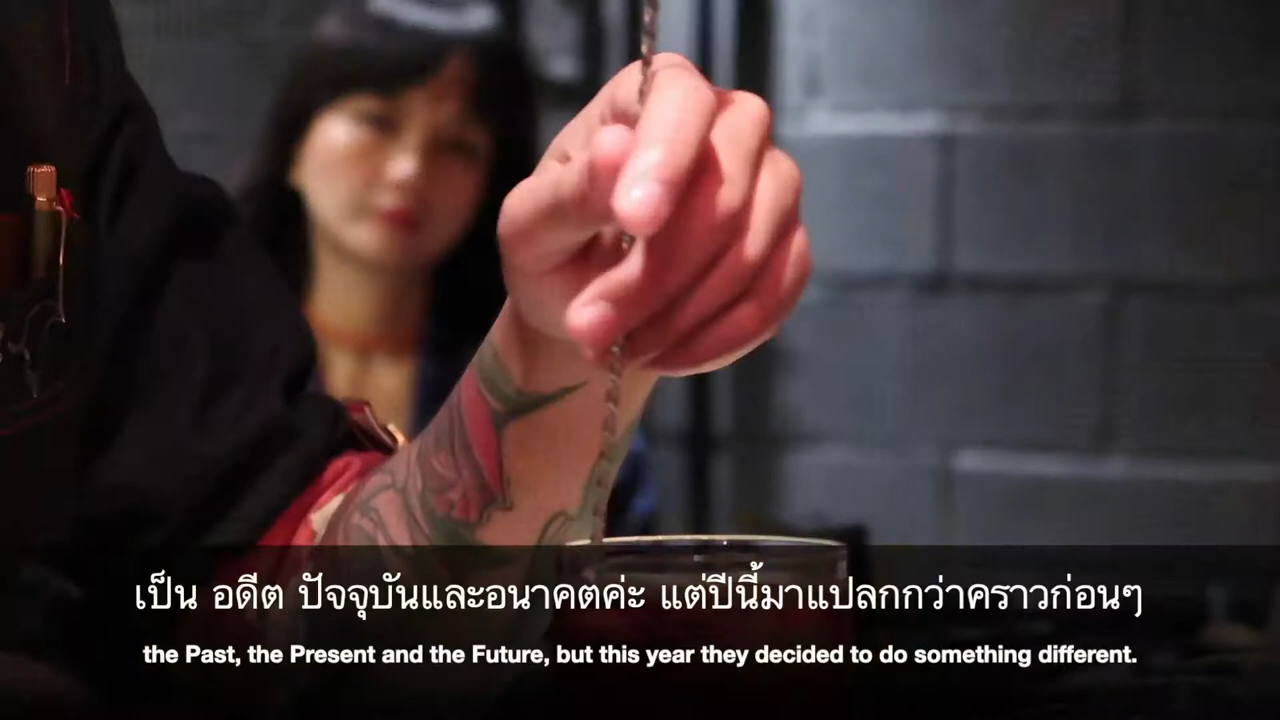 เป็น อดีต ปัจจุบันและอนาคตค่ะ แต่ปีนี้มาแปลกกว่าคราวก่อนๆ
the Past, the Present and the Future, but this year they decided to do something different.